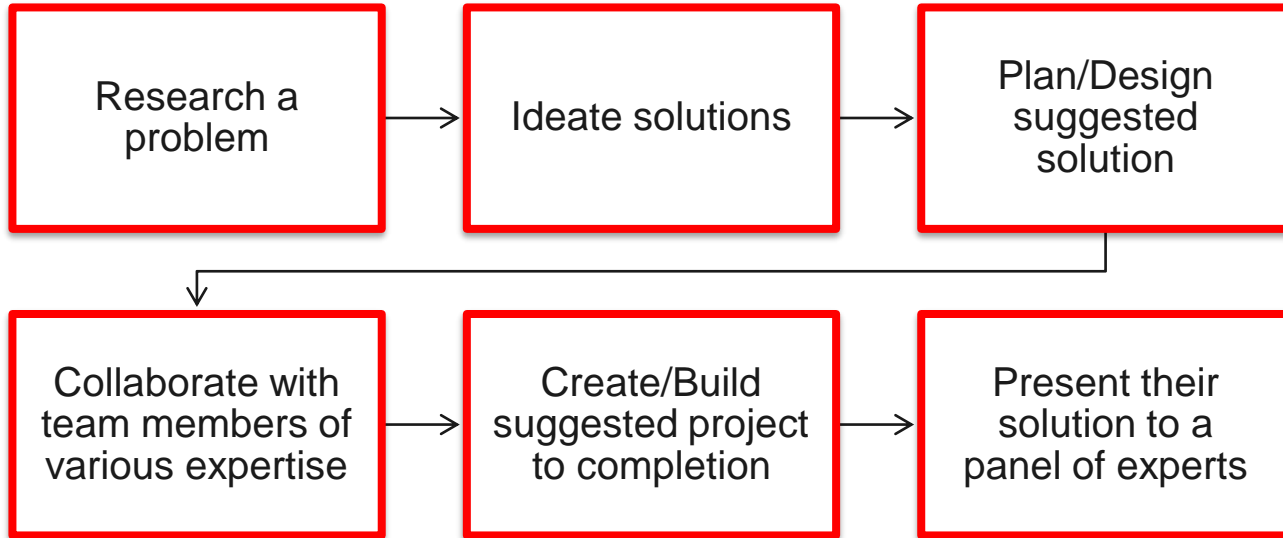 Research a
problem
Ideate solutions
Plan/Design
suggested
solution
Collaborate with
team members of
various expertise
Create/Build
suggested project
to completion
Present their
solution to a
panel of experts